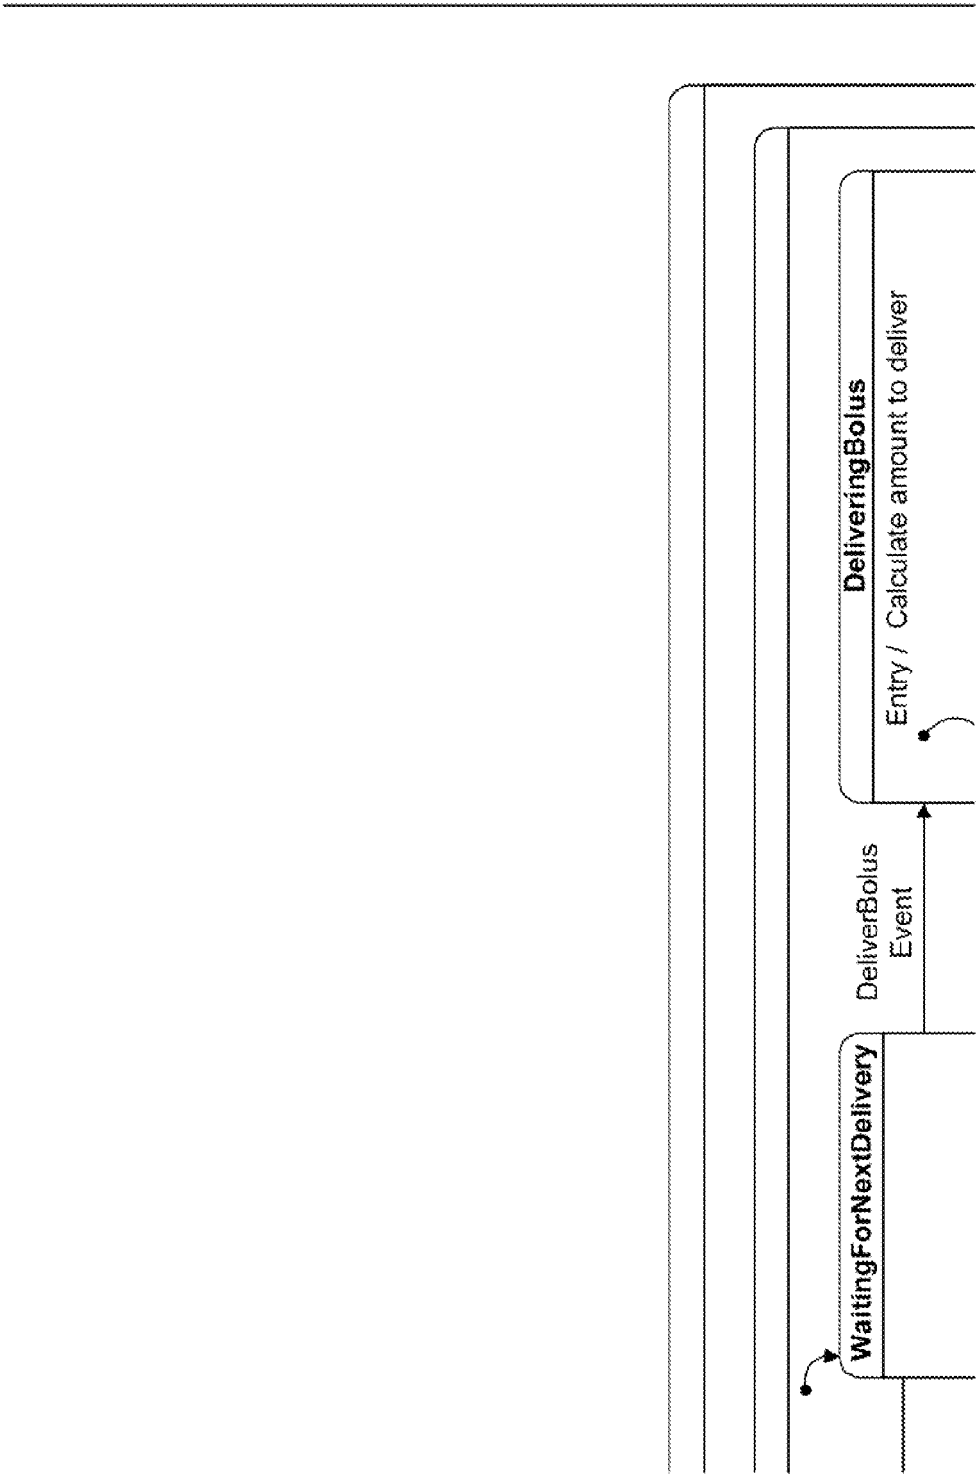 DeliveringBolus
Entry / Calculate amount to deliver
DeliverBolus
Event
WaitingForNextDelivery